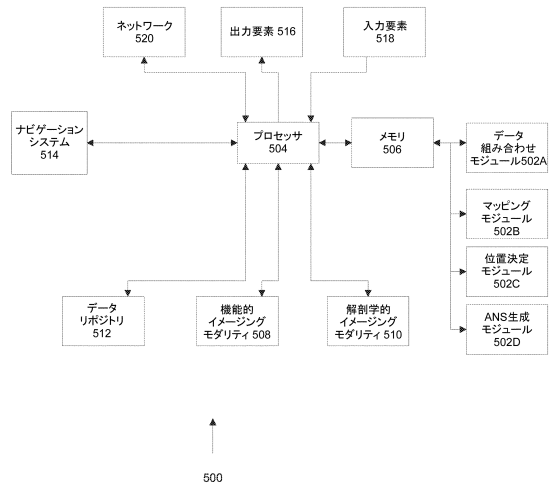 ネットワーク
520
出力要素 516
入力要素
518
ナビゲーション
システム
514
プロセッサ
504
メモリ
506
データ
組み合わせ
モジュール502A
マッピング
モジュール
502B
位置決定
モジュール
502C
ANS生成
モジュール
502D
データ
リポジトリ
512
機能的
イメージング
モダリティ 508
解剖学的
イメージング
モダリティ 510
500